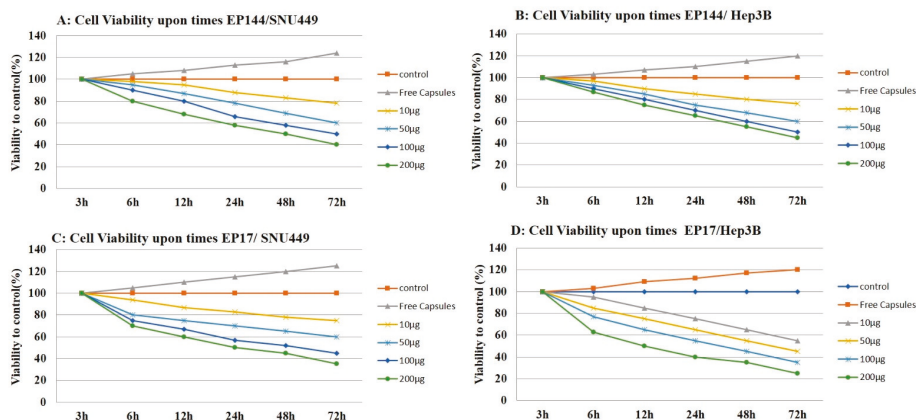 A: Cell Viability upon times EP144/SNU449
Viability to control(%)
140
120
100
80
60
40
20
0
3h 6h 12h 24h 48h 72h
control
Free Capsules
10µg
50µg
100µg
200µg
B: Cell Viability upon times EP144/ Hep3B
Viability to control(%)
140
120
100
80
60
40
20
0
3h 6h 12h 24h 48h 72h
control
Free Capsules
10µg
50µg
100µg
200µg
C: Cell Viability upon times EP17/ SNU449
Viability to control(%)
140
120
100
80
60
40
20
0
3h 6h 12h 24h 48h 72h
control
Free Capsules
10µg
50µg
100µg
200µg
D: Cell Viability upon times EP17/Hep3B
Viability to control (%)
140
120
100
80
60
40
20
0
3h 6h 12h 24h 48h 72h
control
Free Capsules
10µg
50µg
100µg
200µg